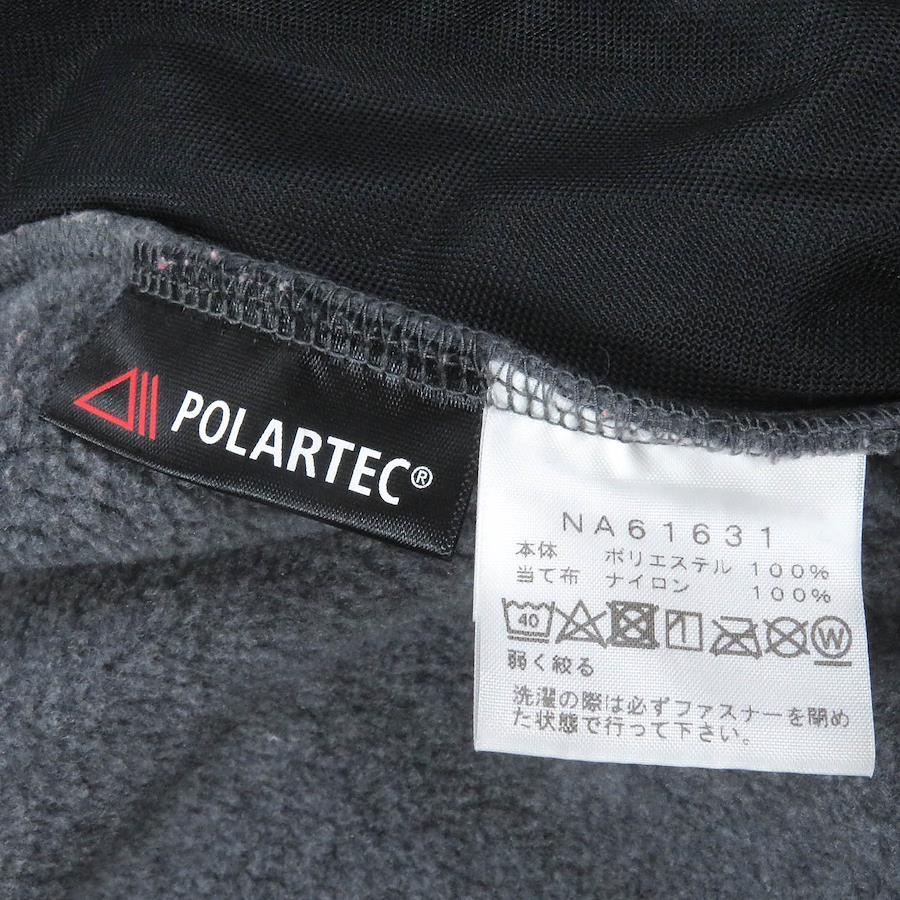 POLARTEC®
NA61631
本体 ポリエステル 100%
当て布 ナイロン 100%
40 W
弱く絞る
洗濯の際は必ずファスナーを閉め
た状態で行って下さい。